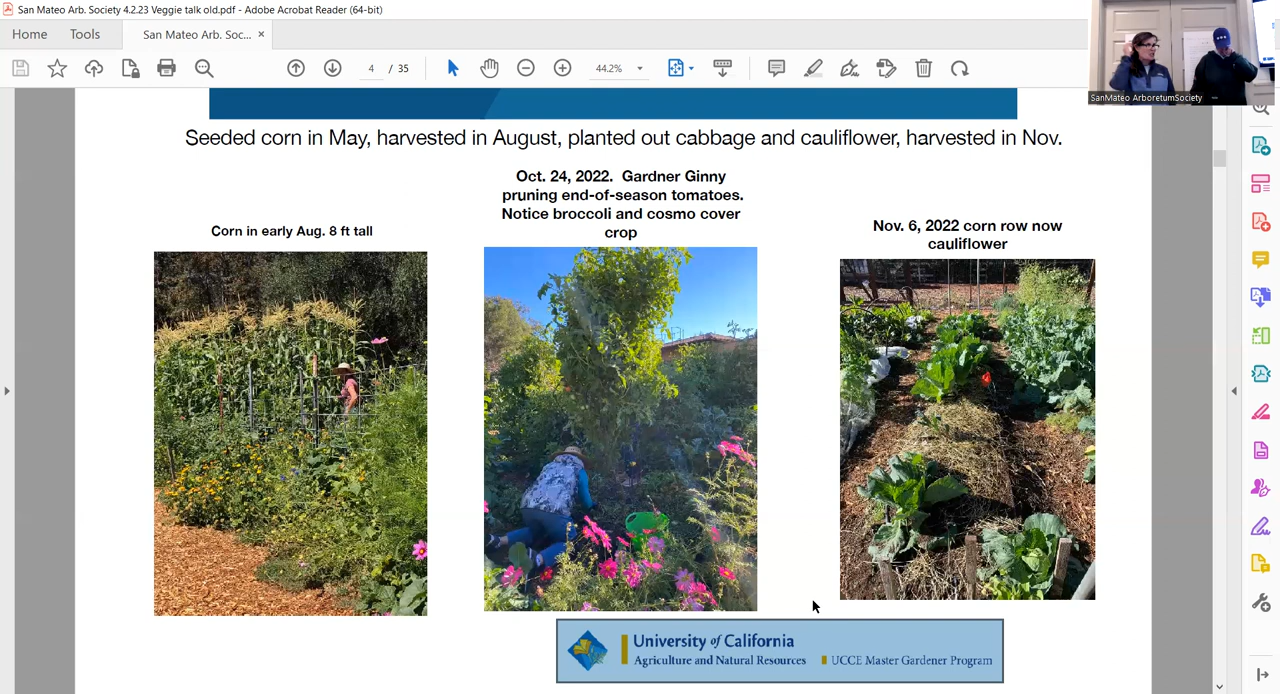 San Mateo Arb. Society 4.2.23 Veggie talk old.pdf - Adobe Acrobat Reader (64-bit)
Home
Tools
San Mateo Arb. Soc...
4 / 35
44.2%
SanMateo ArboretumSociety
Seeded corn in May, harvested in August, planted out cabbage and cauliflower, harvested in Nov.
Corn in early Aug. 8 ft tall
Oct. 24, 2022. Gardner Ginny
pruning end-of-season tomatoes.
Notice broccoli and cosmo cover
crop
Nov. 6, 2022 corn row now
cauliflower
University of California
Agriculture and Natural Resources
UCCE Master Gardener Program